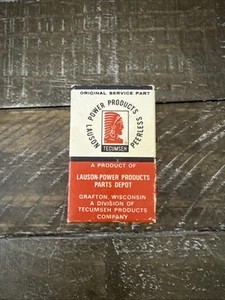 ORIGINAL SERVICE PART
LAUSON POWER PRODUCTS PEERLESS
TECUMSEH
A PRODUCT OF
LAUSON-POWER PRODUCTS
PARTS DEPOT
GRAFTON, WISCONSIN
A DIVISION OF
TECUMSEH PRODUCTS
COMPANY